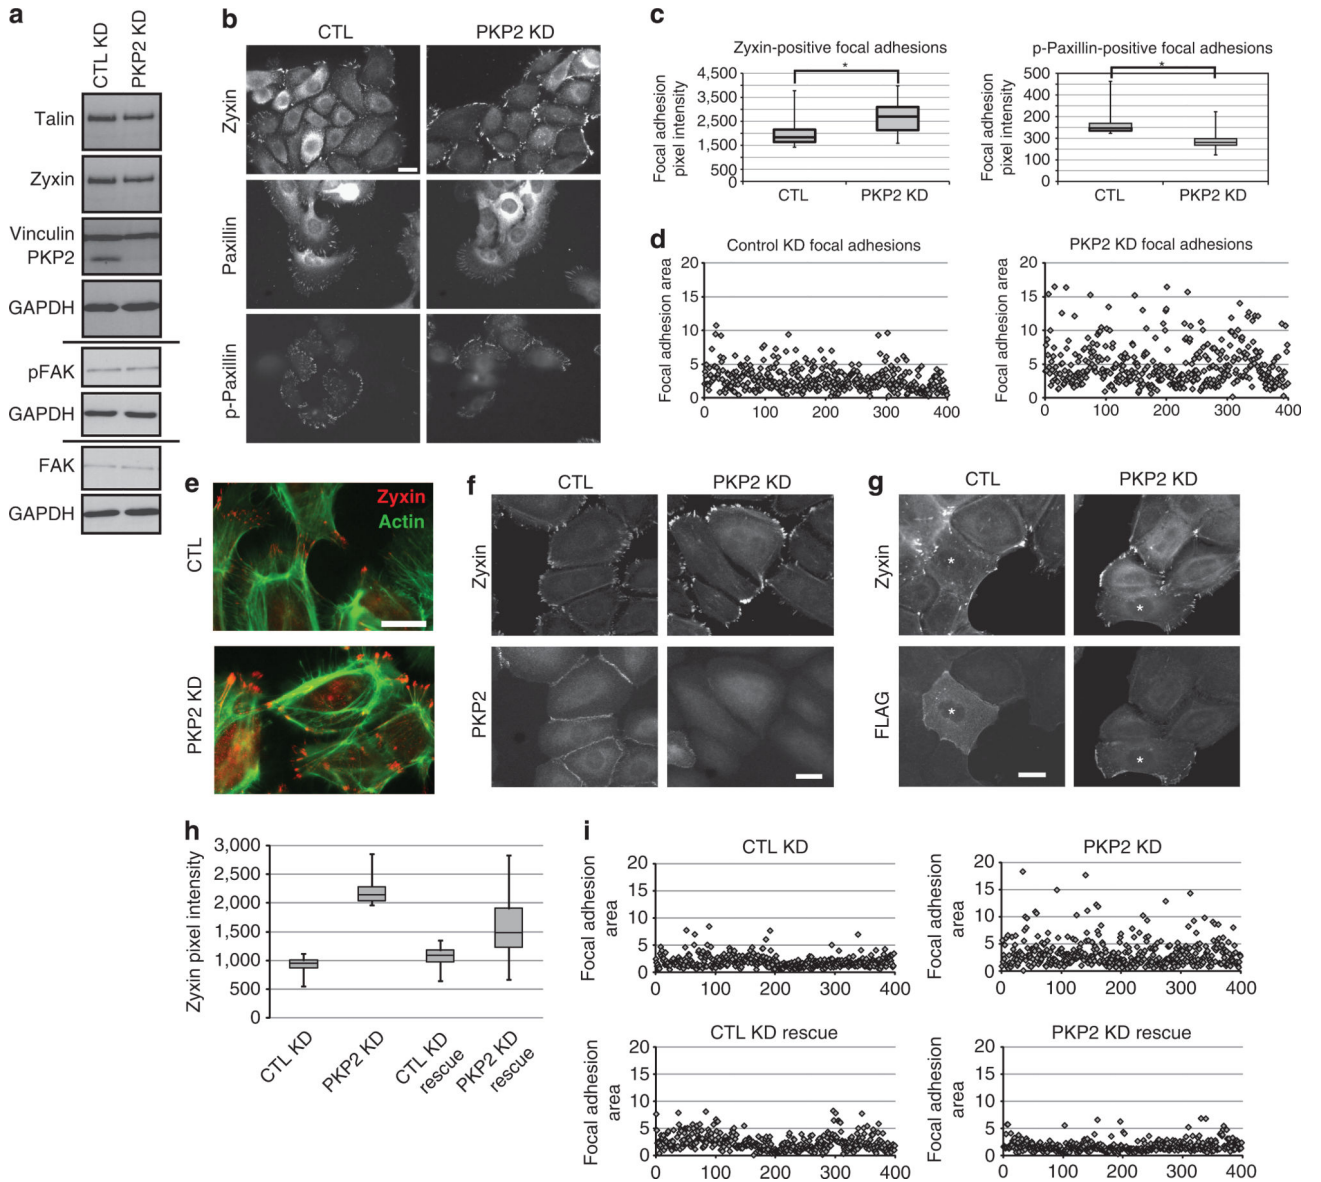 a
CTL KD
PKP2 KD
Talin
Zyxin
Vinculin
PKP2
GAPDH
pFAK
GAPDH
FAK
GAPDH
b
CTL
PKP2 KD
Zyxin
Paxillin
p-Paxillin
c
Zyxin-positive focal adhesions
Focal adhesion
pixel intensity
4,500
3,500
2,500
1,500
500
0
*
CTL
PKP2 KD
p-Paxillin-positive focal adhesions
Focal adhesion
pixel intensity
500
400
200
300
100
0
*
CTL
PKP2 KD
d
Control KD focal adhesions
Focal adhesion area
20
15
10
5
0
0 100 200 300 400
PKP2 KD focal adhesions
Focal adhesion area
20
15
10
5
0
0 100 200 300 400
e
Zyxin
Actin
CTL
PKP2 KD
f
CTL
PKP2 KD
Zyxin
PKP2
g
CTL
PKP2 KD
Zyxin
*
*
FLAG
*
*
h
Zyxin pixel intensity
3,000
2,500
2,000
1,500
1,000
500
0
CTL KD
PKP2 KD
CTL KD
rescue
PKP2 KD
rescue
i
CTL KD
Focal adhesion
area
20
15
10
5
0
0 100 200 300 400
PKP2 KD
Focal adhesion
area
20
15
10
5
0
0 100 200 300 400
CTL KD rescue
Focal adhesion
area
20
15
10
5
0
0 100 200 300 400
PKP2 KD rescue
Focal adhesion
area
20
15
10
5
0
0 100 200 300 400